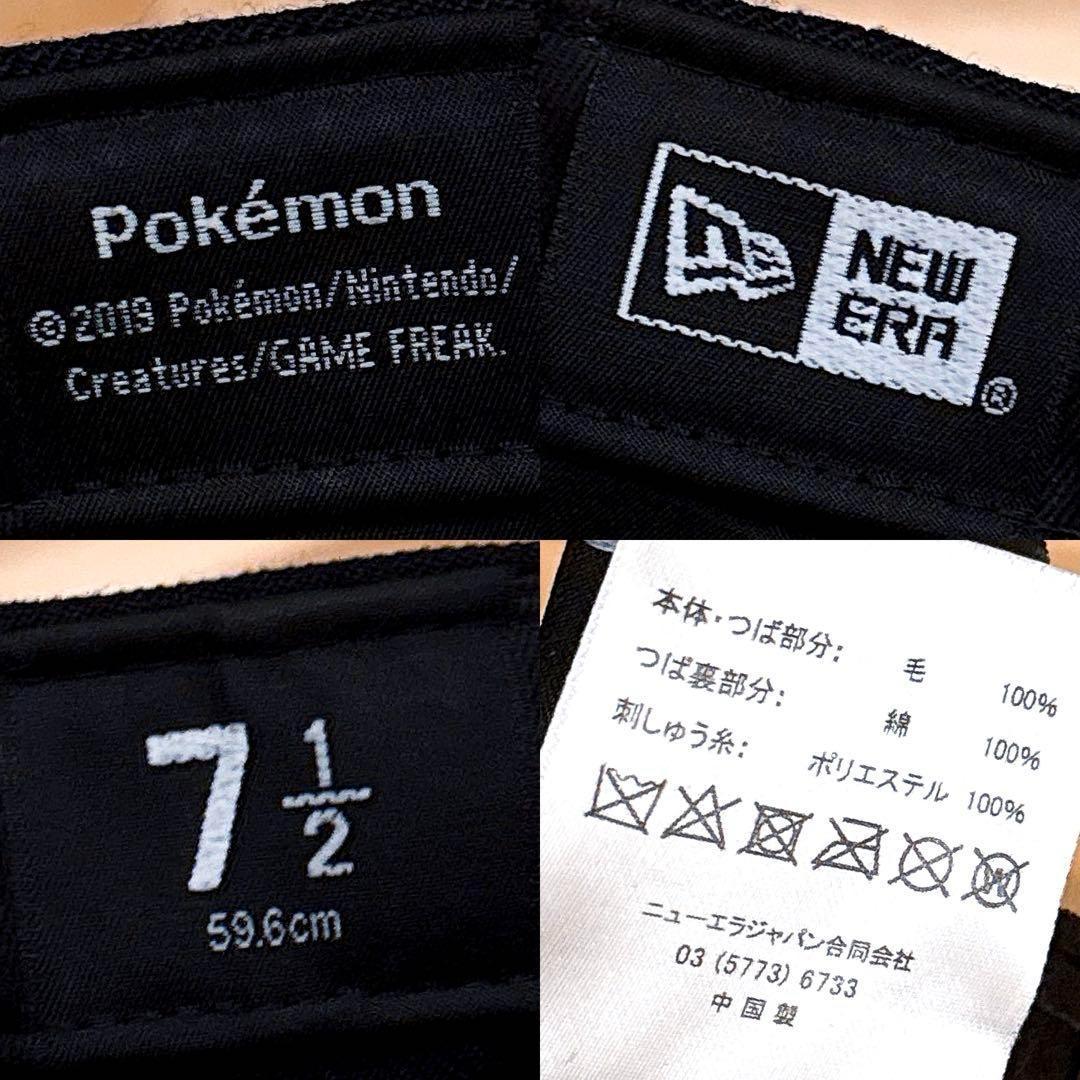 Pokémon
©2019 Pokémon/Nintendo/
Creatures/GAME FREAK.
NEW
ERA
®
7 1/2
59.6cm
本体・つば部分: 毛 100%
つば裏部分: 綿 100%
刺しゅう糸: ポリエステル 100%
W
ニューエラジャパン合同会社
03 (5773) 6733
中国製